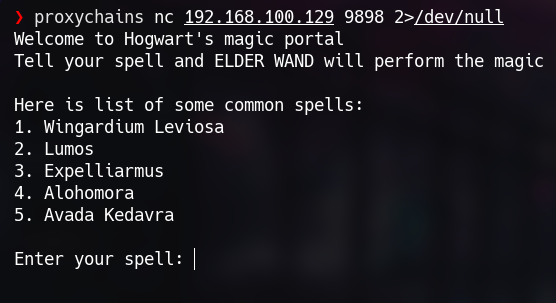 ❯ proxychains nc 192.168.100.129 9898 2>/dev/null
Welcome to Hogwart's magic portal
Tell your spell and ELDER WAND will perform the magic
Here is list of some common spells:
1. Wingardium Leviosa
2. Lumos
3. Expelliarmus
4. Alohomora
5. Avada Kedavra
Enter your spell: